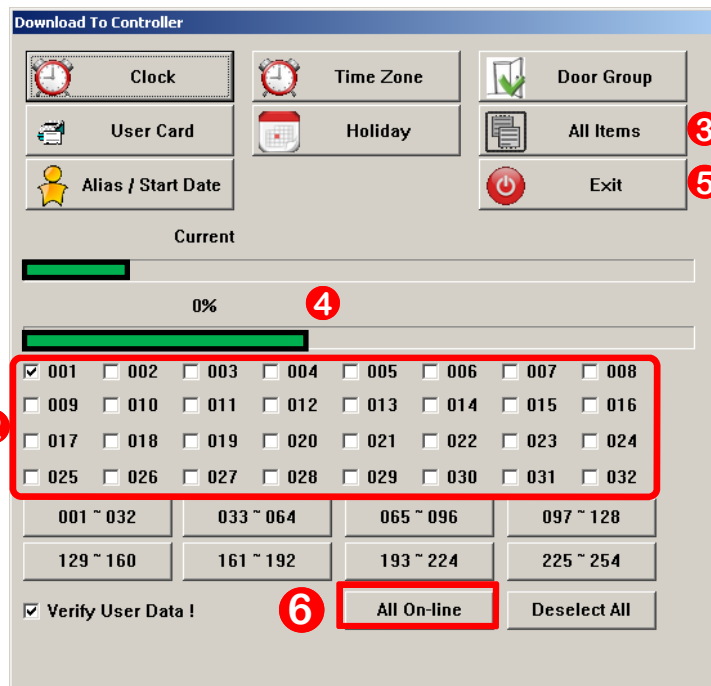 Download To Controller
Clock Time Zone Door Group
User Card Holiday All Items 3
Alias / Start Date Exit 5
Current
0% 4
001 002 003 004 005 006 007 008
009 010 011 012 013 014 015 016
017 018 019 020 021 022 023 024
025 026 027 028 029 030 031 032
001 ~ 032 033 ~ 064 065 ~ 096 097 ~ 128
129 ~ 160 161 ~ 192 193 ~ 224 225 ~ 254
Verify User Data ! 6 All On-line Deselect All